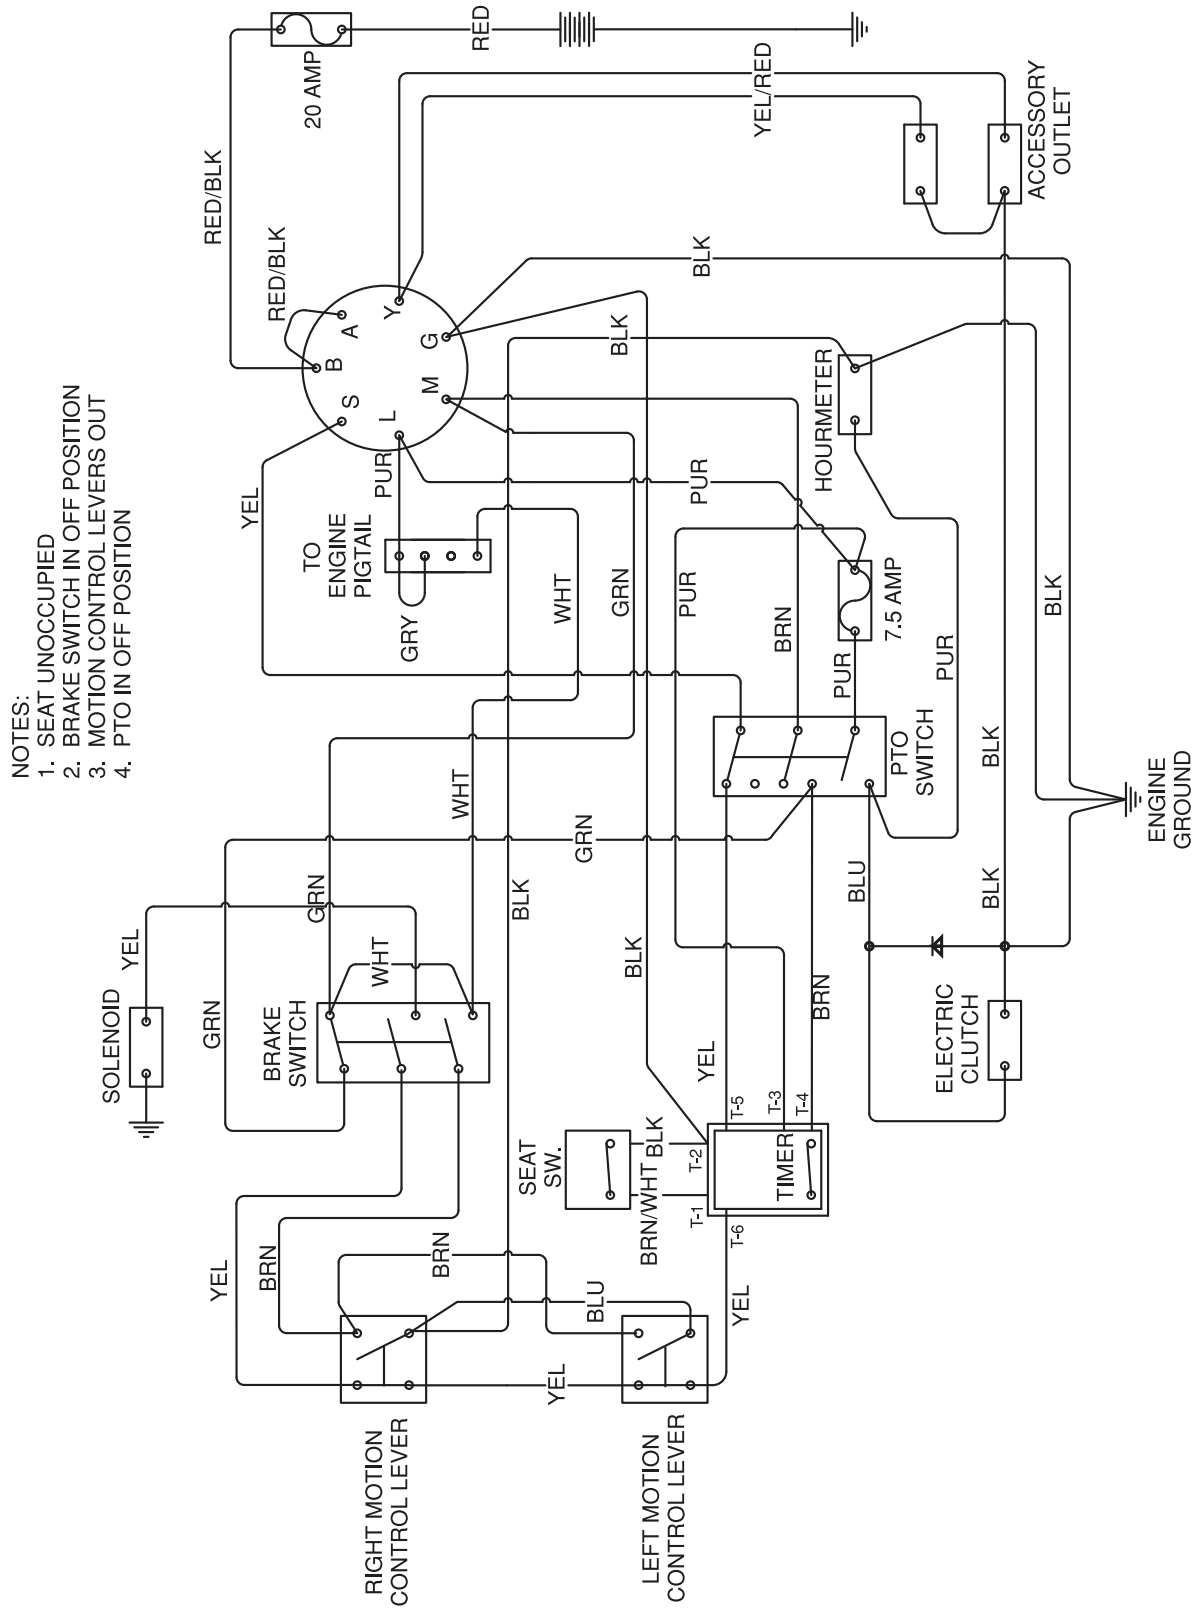 NOTES:
1. SEAT UNOCCUPIED
2. BRAKE SWITCH IN OFF POSITION
3. MOTION CONTROL LEVERS OUT
4. PTO IN OFF POSITION
RED
20 AMP
RED/BLK
RED/BLK
YEL/RED
ACCESSORY
OUTLET
A
B
S
L
M
G
Y
BLK
BLK
YEL
PUR
TO
ENGINE
PIGTAIL
GRY
WHT
GRN
PUR
PUR
HOURMETER
7.5 AMP
BRN
PUR
PUR
BLK
PTO
SWITCH
BLK
ENGINE
GROUND
WHT
GRN
GRN
BLK
BLK
BLU
BLK
YEL
SOLENOID
GRN
WHT
BRAKE
SWITCH
BRN
ELECTRIC
CLUTCH
YEL
T-5
T-3
T-4
SEAT
SW.
BLK
T-2
BRN/WHT
T-1
T-6
TIMER
YEL
BRN
BRN
BLU
YEL
YEL
RIGHT MOTION
CONTROL LEVER
LEFT MOTION
CONTROL LEVER